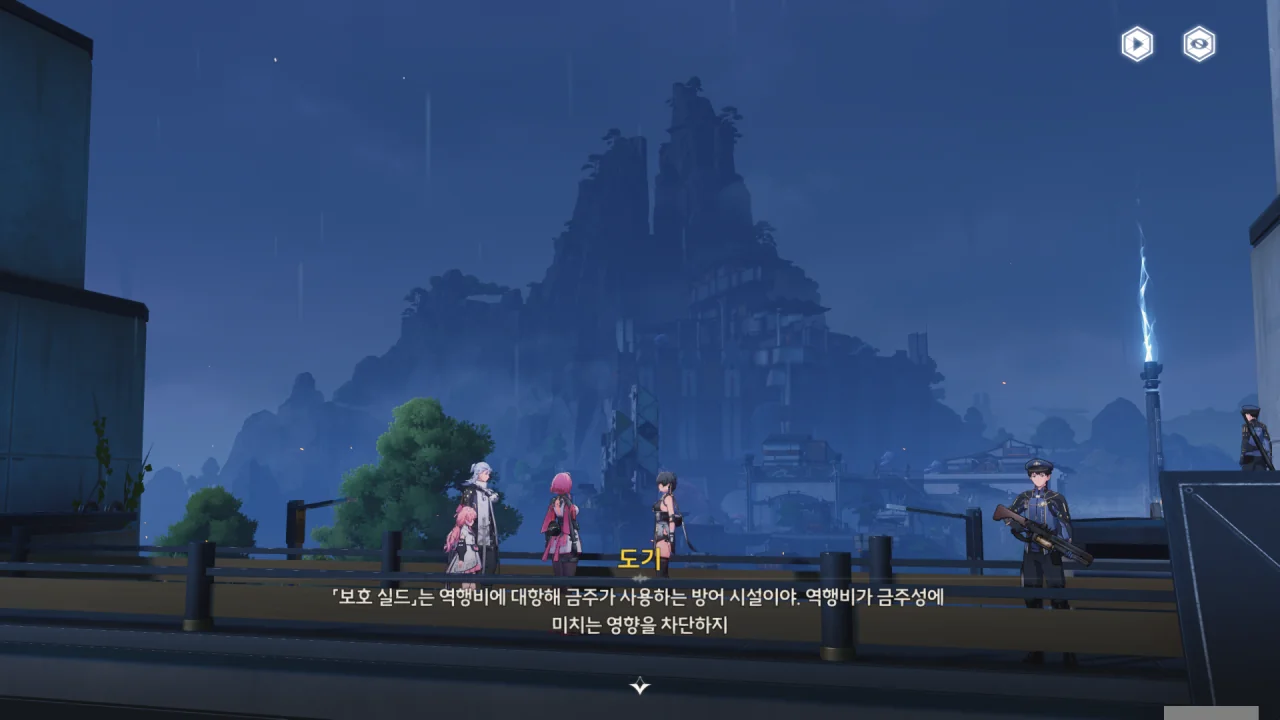 도기
「보호 실드」는 역행비에 대항해 금주가 사용하는 방어 시설이야. 역행비가 금주성에
미치는 영향을 차단하지